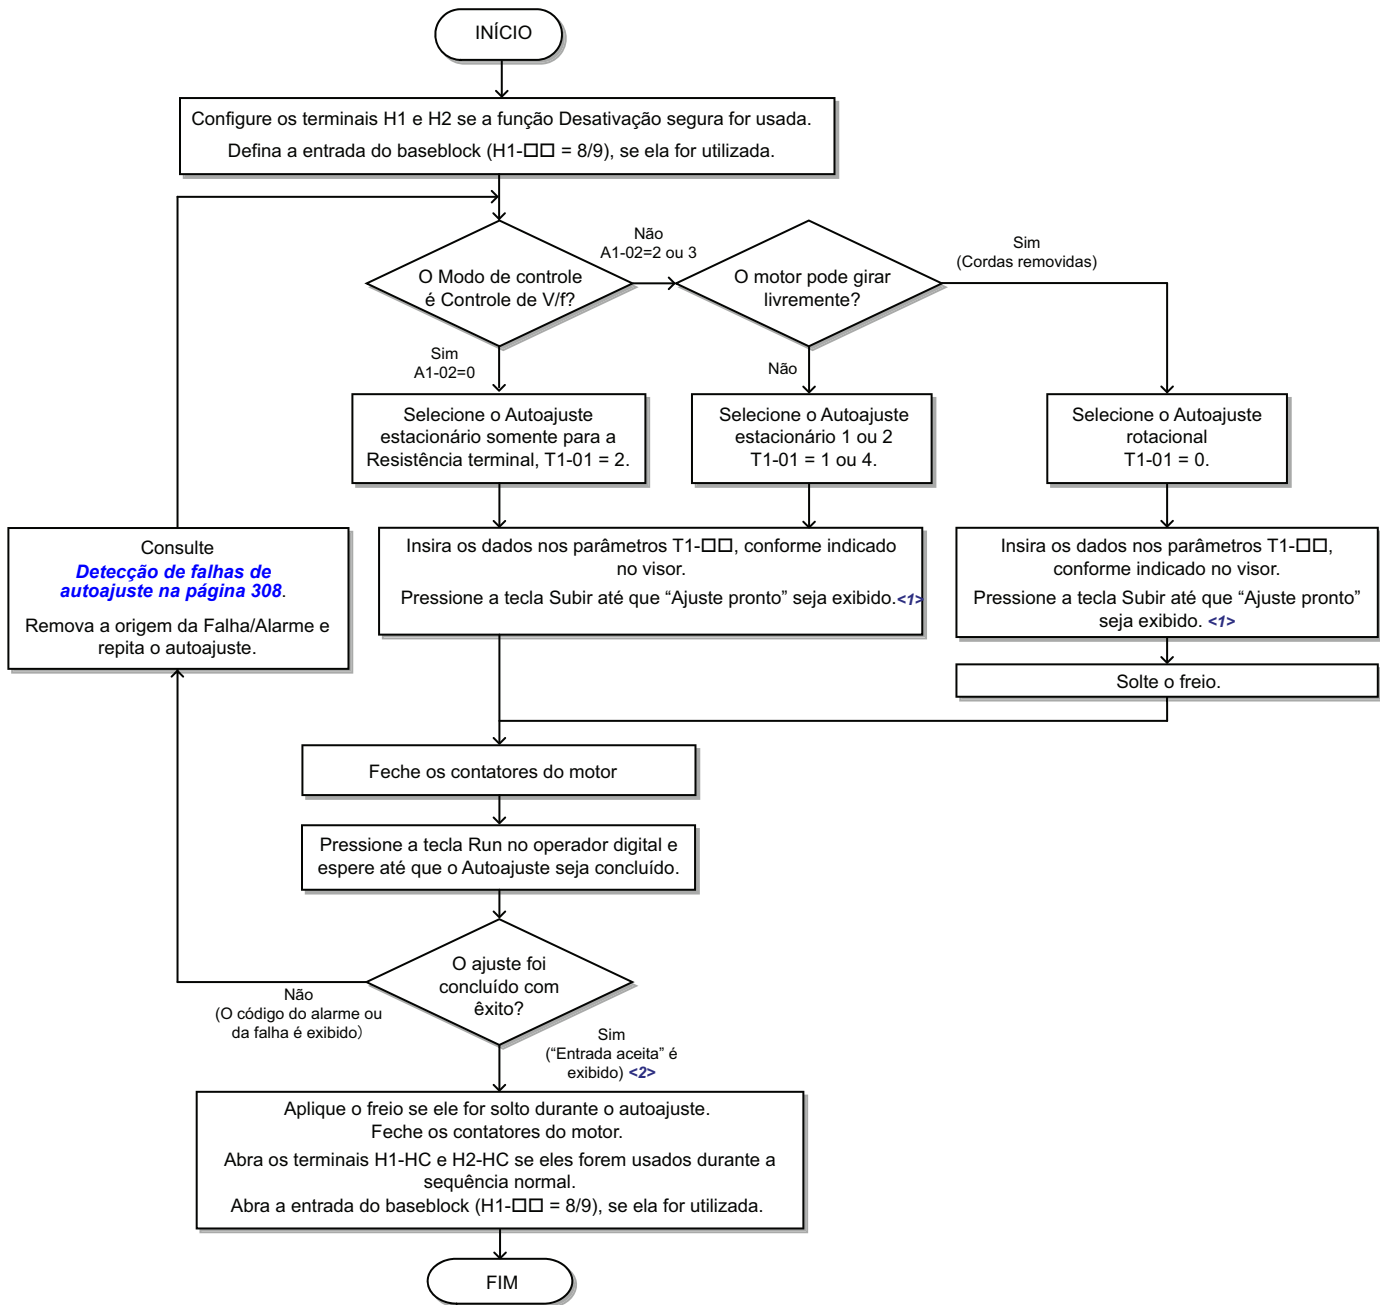 INÍCIO
Configure os terminais H1 e H2 se a função Desativação segura for usada.
Defina a entrada do baseblock (H1-□□ = 8/9), se ela for utilizada.
O Modo de controle
é Controle de V/f?
Não
A1-02=2 ou 3
O motor pode girar
livremente?
Sim
(Cordas removidas)
Sim
A1-02=0
Não
Selecione o Autoajuste
estacionário somente para a
Resistência terminal, T1-01 = 2.
Selecione o Autoajuste
estacionário 1 ou 2
T1-01 = 1 ou 4.
Selecione o Autoajuste
rotacional
T1-01 = 0.
Consulte
Detecção de falhas de
autoajuste na página 308.
Remova a origem da Falha/Alarme e
repita o autoajuste.
Insira os dados nos parâmetros T1-□□, conforme indicado
no visor.
Pressione a tecla Subir até que “Ajuste pronto” seja exibido.<1>
Insira os dados nos parâmetros T1-□□,
conforme indicado no visor.
Pressione a tecla Subir até que “Ajuste pronto”
seja exibido. <1>
Solte o freio.
Feche os contatores do motor
Pressione a tecla Run no operador digital e
espere até que o Autoajuste seja concluído.
O ajuste foi
concluído com
êxito?
Não
(O código do alarme ou
da falha é exibido)
Sim
(“Entrada aceita” é
exibido) <2>
Aplique o freio se ele for solto durante o autoajuste.
Feche os contatores do motor.
Abra os terminais H1-HC e H2-HC se eles forem usados durante a
sequência normal.
Abra a entrada do baseblock (H1-□□ = 8/9), se ela for utilizada.
FIM